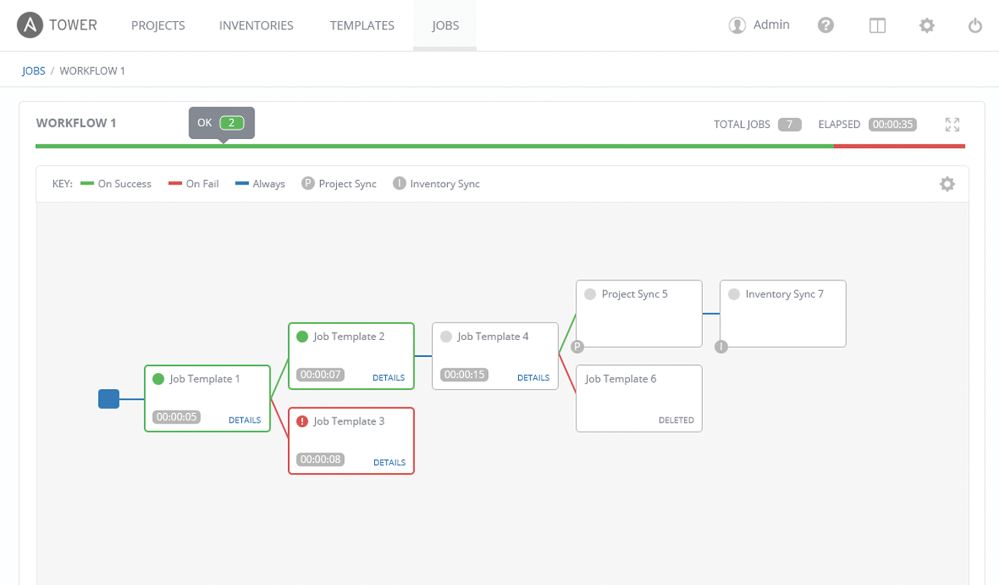 TOWER PROJECTS INVENTORIES TEMPLATES JOBS Admin ?
JOBS / WORKFLOW 1
WORKFLOW 1 OK 2 TOTAL JOBS 7 ELAPSED 00:00:35
KEY: On Success On Fail Always P Project Sync I Inventory Sync
Project Sync 5
P
Inventory Sync 7
I
Job Template 2
00:00:07 DETAILS
Job Template 4
00:00:15 DETAILS
Job Template 1
00:00:05 DETAILS
Job Template 6
DELETED
! Job Template 3
00:00:08 DETAILS